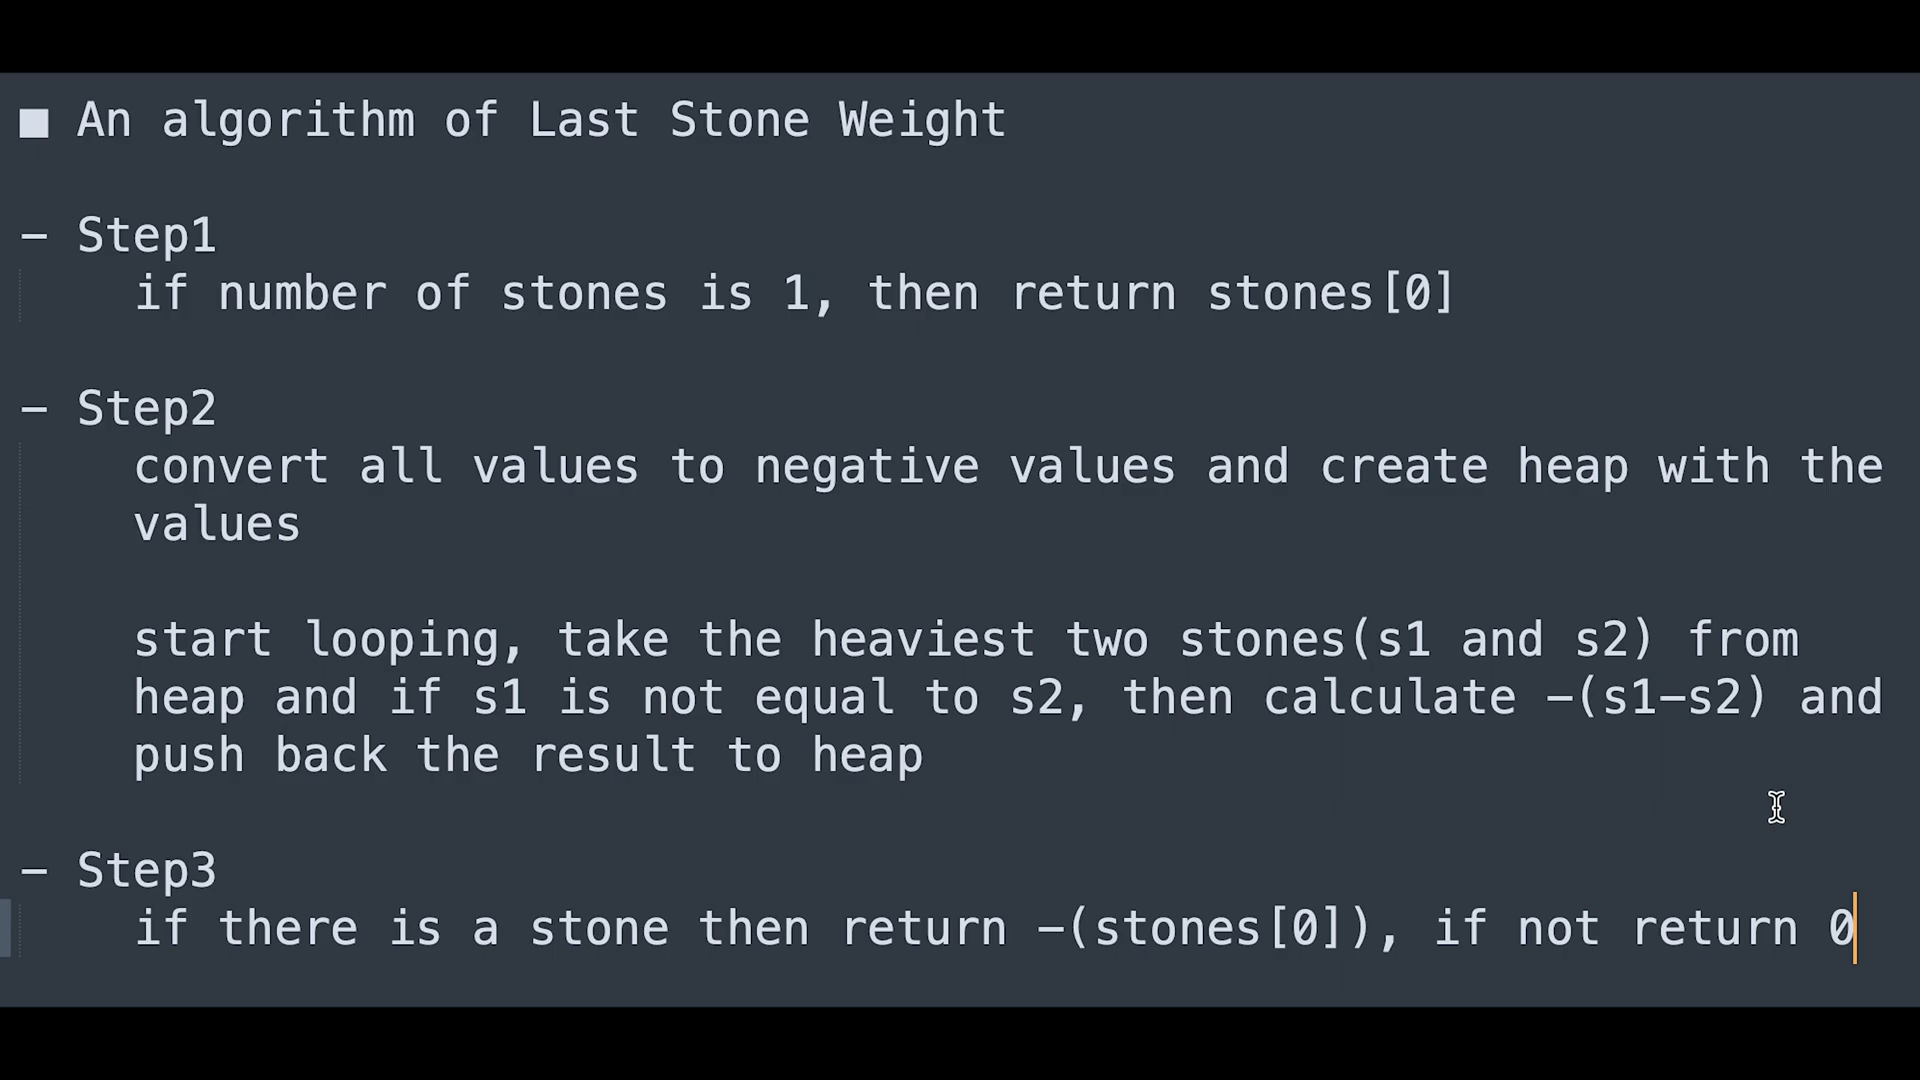 ■ An algorithm of Last Stone Weight
– Step1
if number of stones is 1, then return stones[0]
– Step2
convert all values to negative values and create heap with the
values
start looping, take the heaviest two stones(s1 and s2) from
heap and if s1 is not equal to s2, then calculate –(s1–s2) and
push back the result to heap
– Step3
if there is a stone then return –(stones[0]), if not return 0